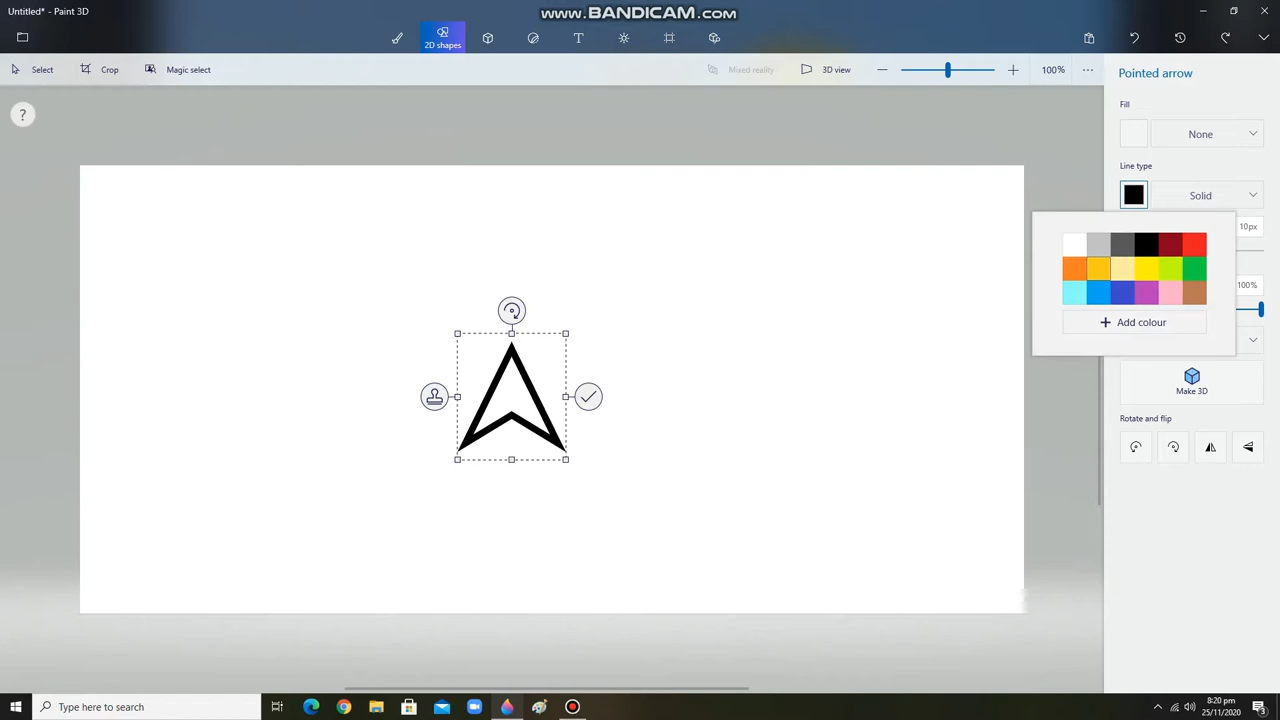 Untitled* - Paint 3D
www.BANDICAM.com
2D shapes
Select
Crop
Magic select
Mixed reality
3D view
100%
Pointed arrow
?
Fill
None
Line type
Solid
10px
100%
Add colour
Make 3D
Rotate and flip
Type here to search
8:20 pm
25/11/2020
3